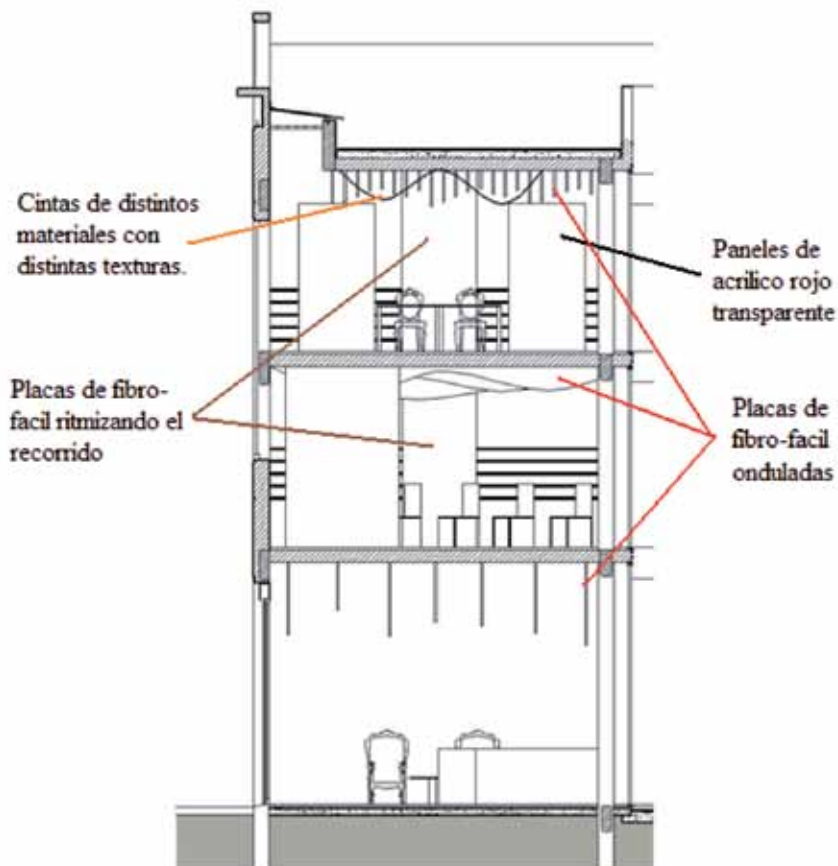 Cintas de distintos
materiales con
distintas texturas.
Paneles de
acrilico rojo
transparente
Placas de fibro-
facil ritmizando el
recorrido
Placas de
fibro-facil
onduladas